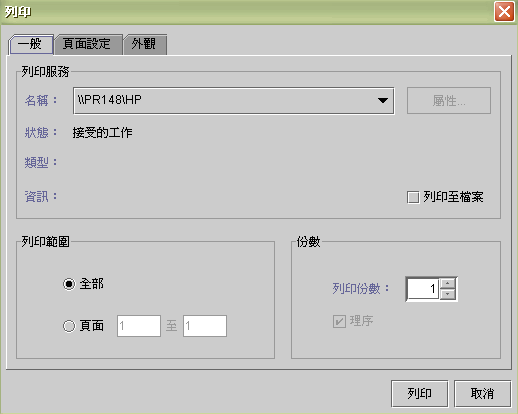 列印
一般 頁面設定 外觀
列印服務
名稱： \\PR148\HP 屬性...
狀態： 接受的工作
類型：
資訊： 列印至檔案
列印範圍 份數
全部 列印份數： 1
頁面 1 至 1 理序
列印 取消